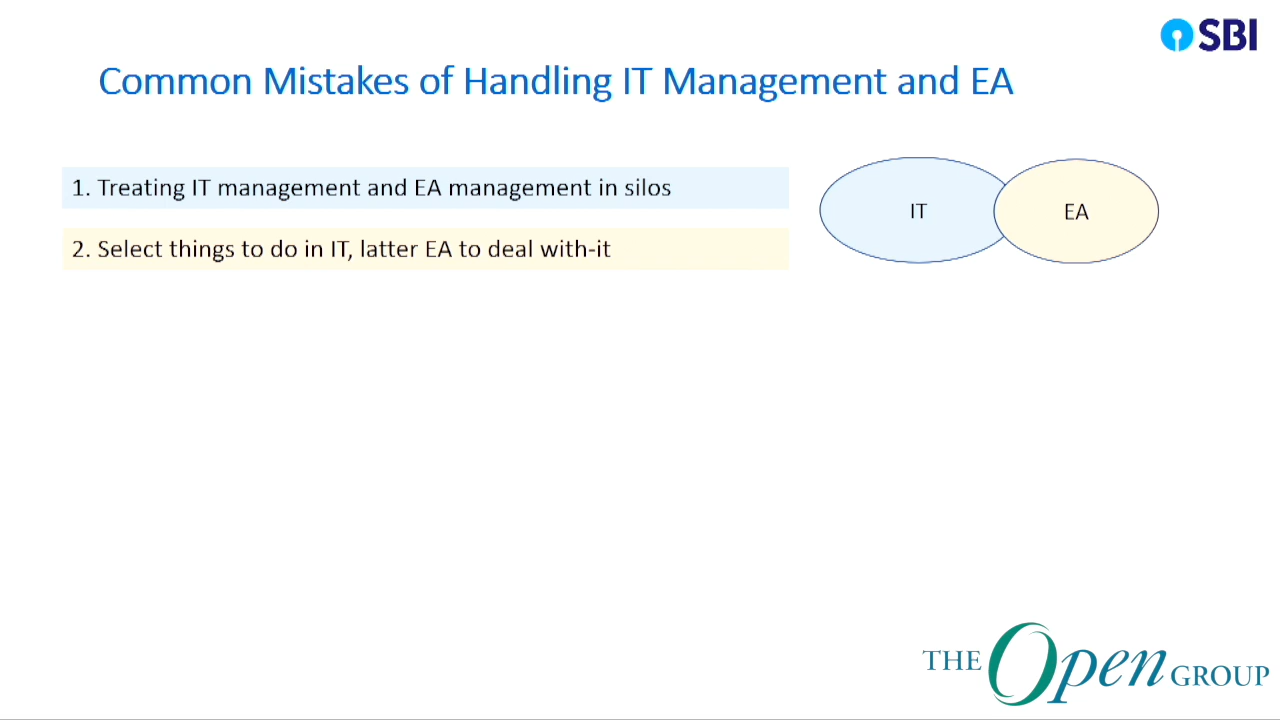 SBI
Common Mistakes of Handling IT Management and EA
1. Treating IT management and EA management in silos
2. Select things to do in IT, latter EA to deal with-it
IT
EA
THE Open GROUP